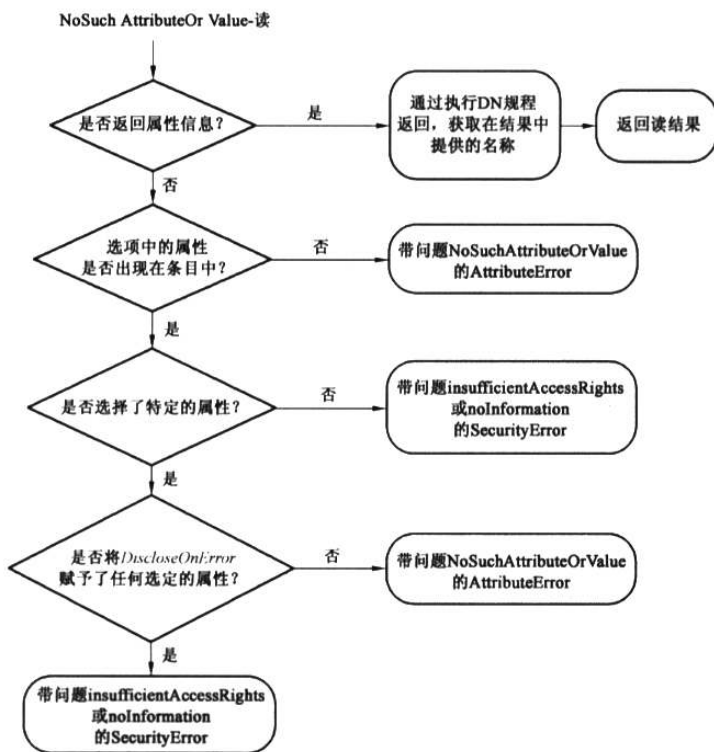 NoSuch AttributeOr Value-读
是否返回属性信息？
是
通过执行DN规程
返回，获取在结果中
提供的名称
返回读结果
否
选项中的属性
是否出现在条目中？
否
带问题NoSuchAttributeOrValue
的AttributeError
是
是否选择了特定的属性？
否
带问题insufficientAccessRights
或noInformation
的SecurityError
是
是否将DiscloseOnError
赋予了任何选定的属性？
否
带问题NoSuchAttributeOrValue
的AttributeError
是
带问题insufficientAccessRights
或noInformation
的SecurityError